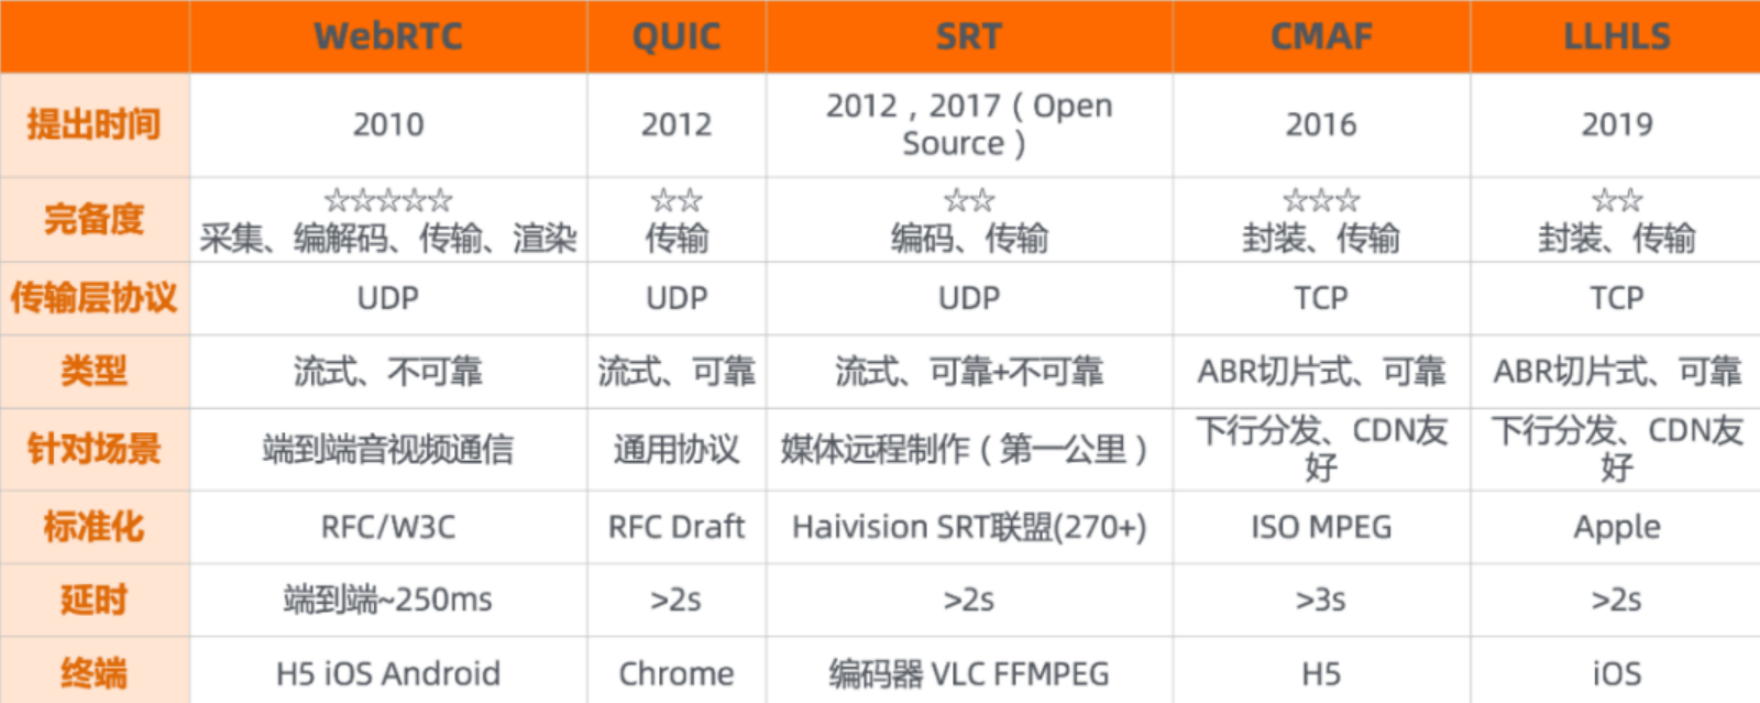 WebRTC QUIC SRT CMAF LLHLS
提出时间 2010 2012 2012，2017（Open Source） 2016 2019
完备度 ☆☆☆☆☆ ☆☆ ☆☆ ☆☆☆ ☆☆
采集、编解码、传输、渲染 传输 编码、传输 封装、传输 封装、传输
传输层协议 UDP UDP UDP TCP TCP
类型 流式、不可靠 流式、可靠 流式、可靠+不可靠 ABR切片式、可靠 ABR切片式、可靠
针对场景 端到端音视频通信 通用协议 媒体远程制作（第一公里） 下行分发、CDN友好 下行分发、CDN友好
标准化 RFC/W3C RFC Draft Haivision SRT联盟(270+) ISO MPEG Apple
延时 端到端~250ms >2s >2s >3s >2s
终端 H5 iOS Android Chrome 编码器 VLC FFMPEG H5 iOS